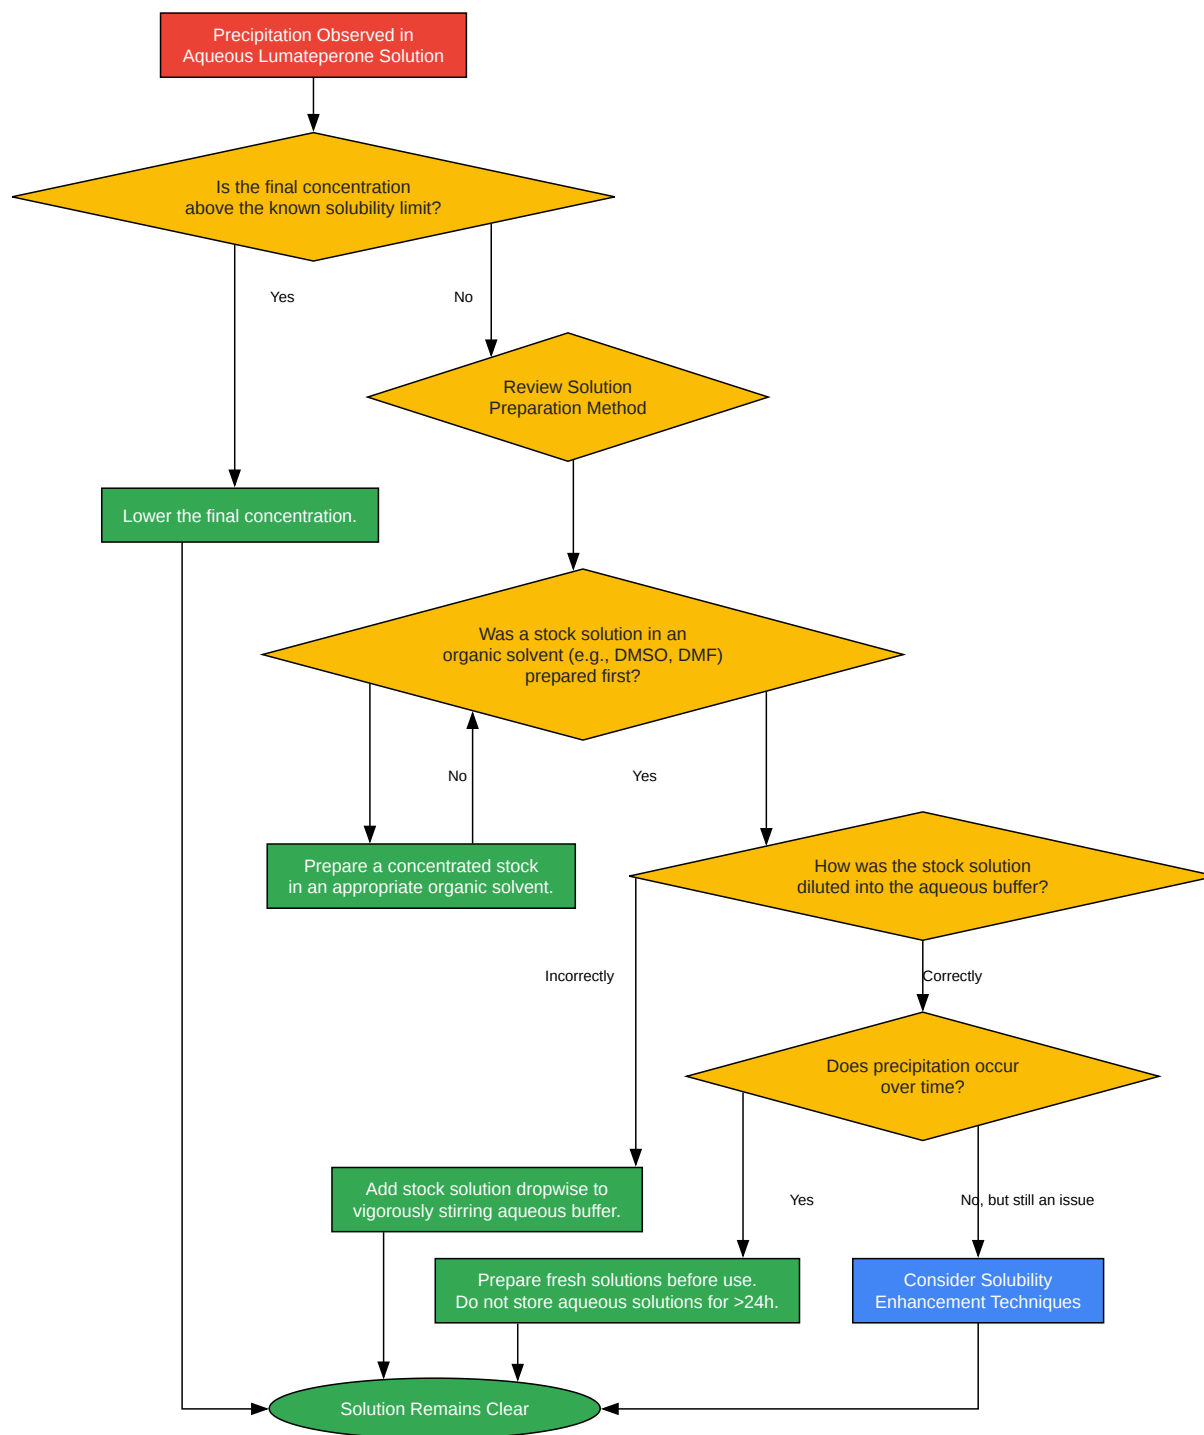 Precipitation Observed in
Aqueous Lumateperone Solution
Is the final concentration
above the known solubility limit?
Yes
No
Review Solution
Preparation Method
Lower the final concentration.
Was a stock solution in an
organic solvent (e.g., DMSO, DMF)
prepared first?
No
Yes
Prepare a concentrated stock
in an appropriate organic solvent.
How was the stock solution
diluted into the aqueous buffer?
Incorrectly
Correctly
Does precipitation occur
over time?
Add stock solution dropwise to
vigorously stirring aqueous buffer.
Yes
No, but still an issue
Prepare fresh solutions before use.
Do not store aqueous solutions for >24h.
Consider Solubility
Enhancement Techniques
Solution Remains Clear